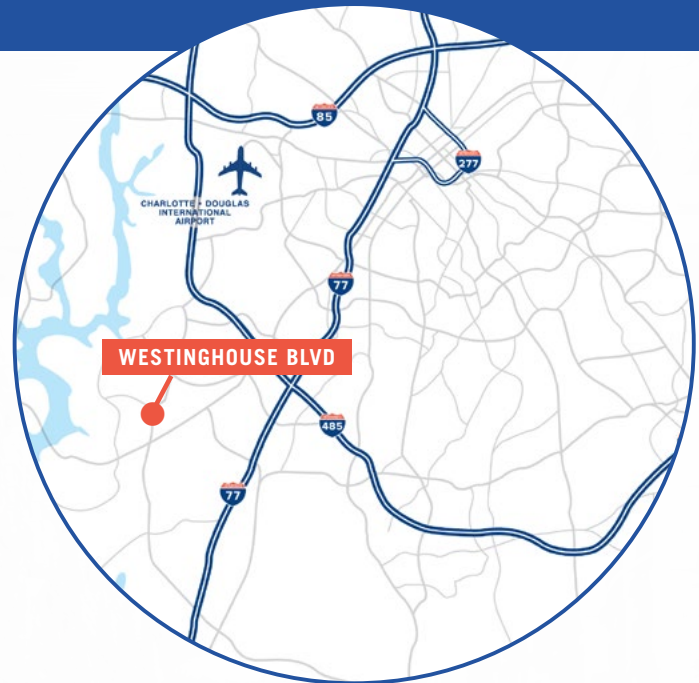 85
277
CHARLOTTE • DOUGLAS
INTERNATIONAL
AIRPORT
77
WESTINGHOUSE BLVD
485
77